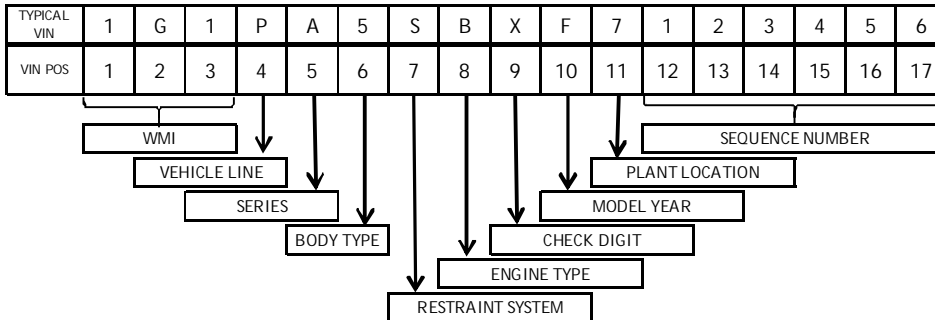 TYPICAL VIN 1 G 1 P A 5 S B X F 7 1 2 3 4 5 6
VIN POS 1 2 3 4 5 6 7 8 9 10 11 12 13 14 15 16 17
WMI SEQUENCE NUMBER
VEHICLE LINE PLANT LOCATION
SERIES MODEL YEAR
BODY TYPE CHECK DIGIT
ENGINE TYPE
RESTRAINT SYSTEM